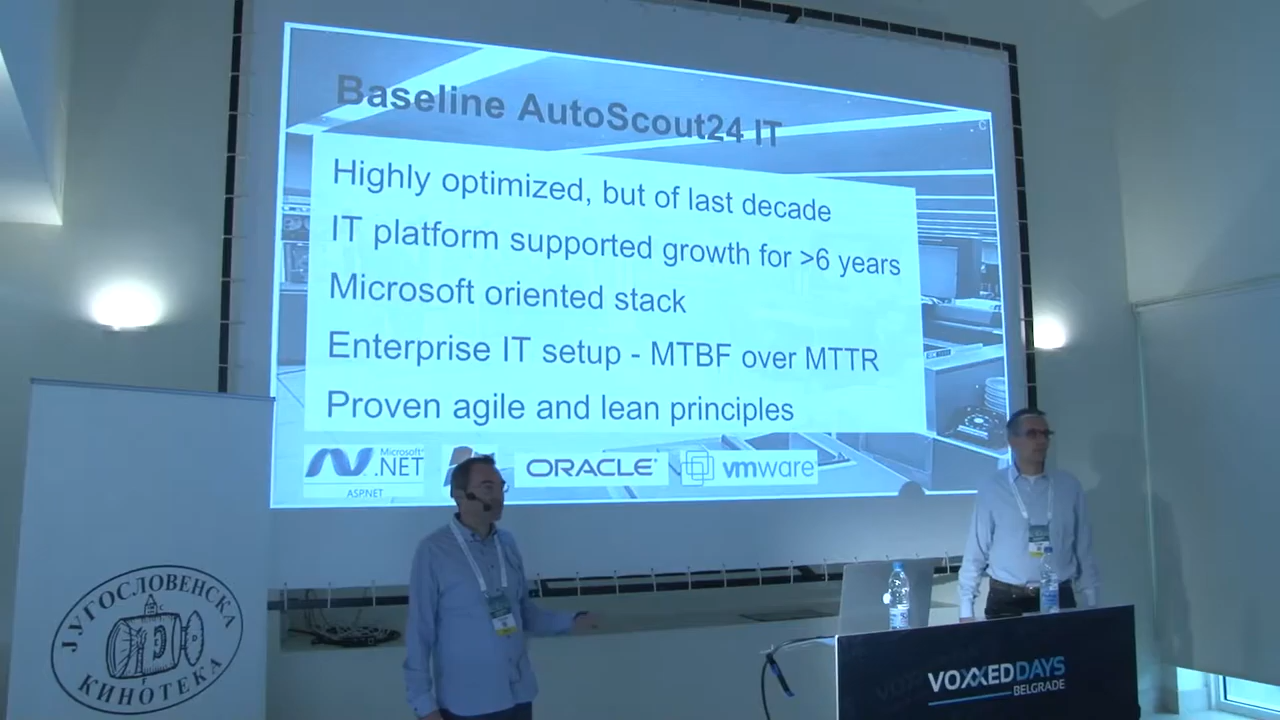 Baseline AutoScout24 IT
Highly optimized, but of last decade
IT platform supported growth for >6 years
Microsoft oriented stack
Enterprise IT setup - MTBF over MTTR
Proven agile and lean principles
Microsoft®
.NET
ASP.NET
ORACLE
vmware
ЈУГОСЛОВЕНСКА
КИНОТЕКА
VOXXED DAYS
BELGRADE